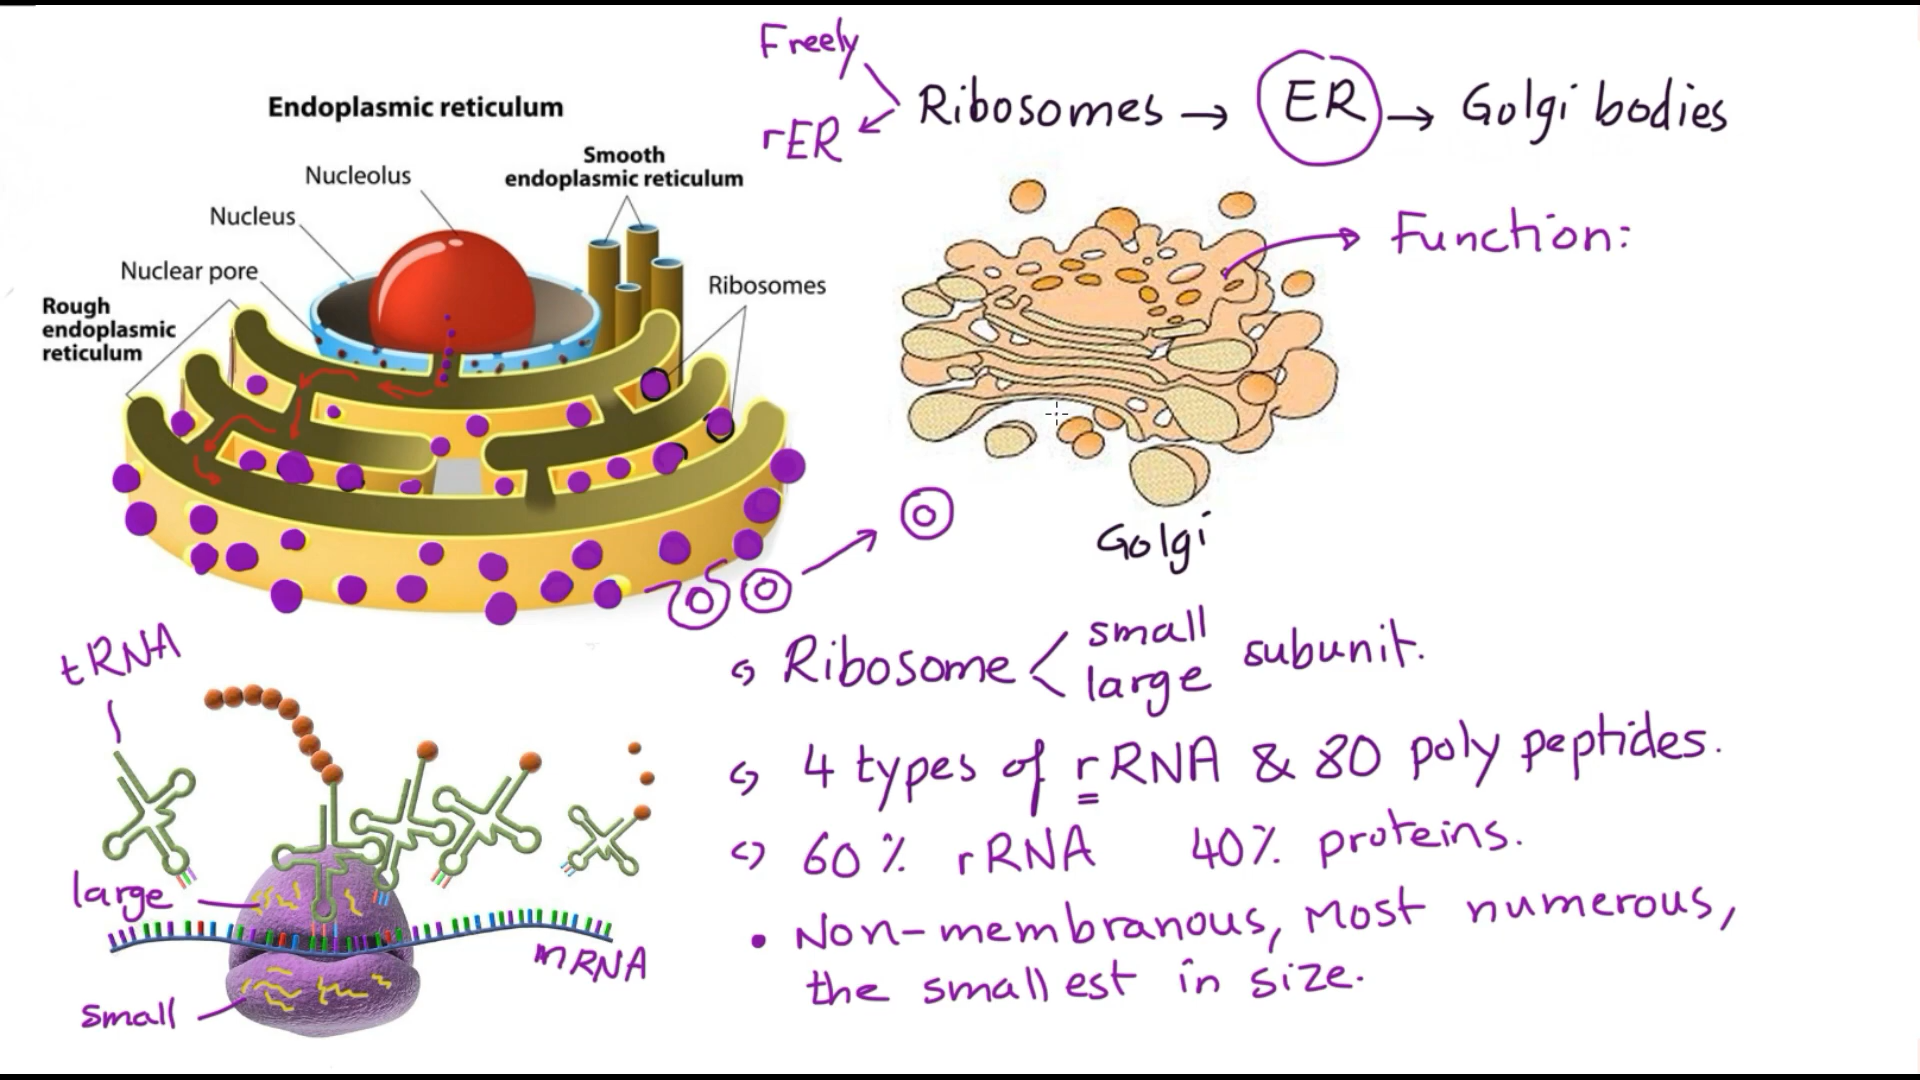 Freely
rER
Ribosomes → ER → Golgi bodies
Endoplasmic reticulum
Smooth
endoplasmic reticulum
Nucleolus
Nucleus
Nuclear pore
Rough
endoplasmic
reticulum
Ribosomes
Function:
Golgi
Ribosome < small large subunit.
4 types of rRNA & 80 poly peptides.
60% rRNA 40% proteins.
• Non-membranous, Most numerous,
the smallest in size.
tRNA
large
mRNA
small